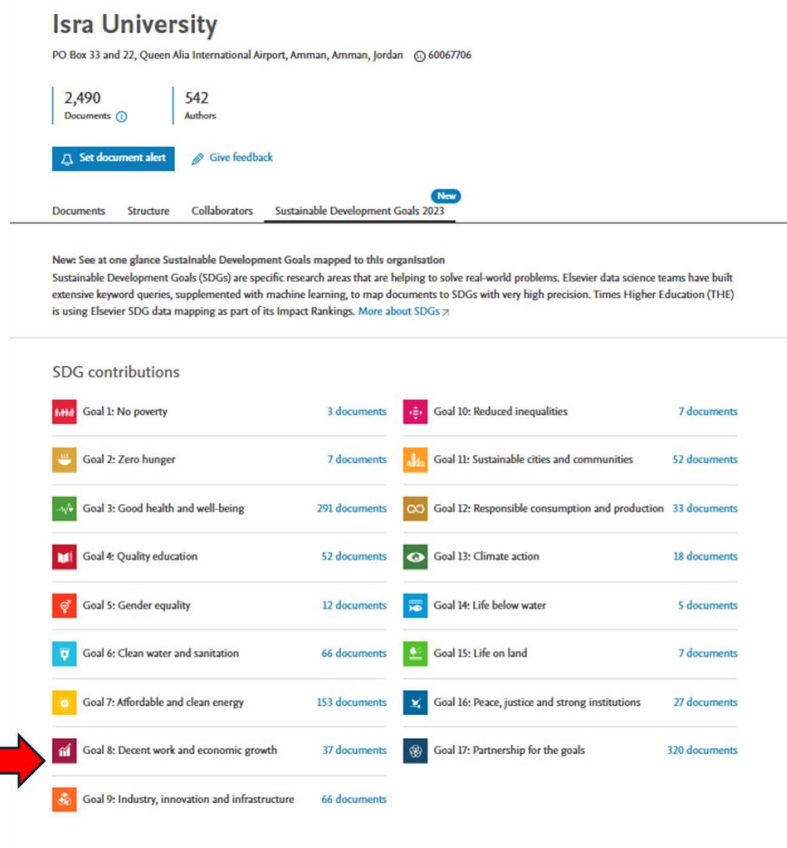 Isra University
PO Box 33 and 22, Queen Alia International Airport, Amman, Amman, Jordan 60067706
2,490 542
Documents Authors
Set document alert Give feedback
New
Documents Structure Collaborators Sustainable Development Goals 2023
New: See at one glance Sustainable Development Goals mapped to this organisation
Sustainable Development Goals (SDGs) are specific research areas that are helping to solve real-world problems. Elsevier data science teams have built
extensive keyword queries, supplemented with machine learning, to map documents to SDGs with very high precision. Times Higher Education (THE)
is using Elsevier SDG data mapping as part of its Impact Rankings. More about SDGs
SDG contributions
Goal 1: No poverty 3 documents
Goal 2: Zero hunger 7 documents
Goal 3: Good health and well-being 291 documents
Goal 4: Quality education 52 documents
Goal 5: Gender equality 12 documents
Goal 6: Clean water and sanitation 66 documents
Goal 7: Affordable and clean energy 153 documents
Goal 8: Decent work and economic growth 37 documents
Goal 9: Industry, innovation and infrastructure 66 documents
Goal 10: Reduced inequalities 7 documents
Goal 11: Sustainable cities and communities 52 documents
Goal 12: Responsible consumption and production 33 documents
Goal 13: Climate action 18 documents
Goal 14: Life below water 5 documents
Goal 15: Life on land 7 documents
Goal 16: Peace, justice and strong institutions 27 documents
Goal 17: Partnership for the goals 320 documents